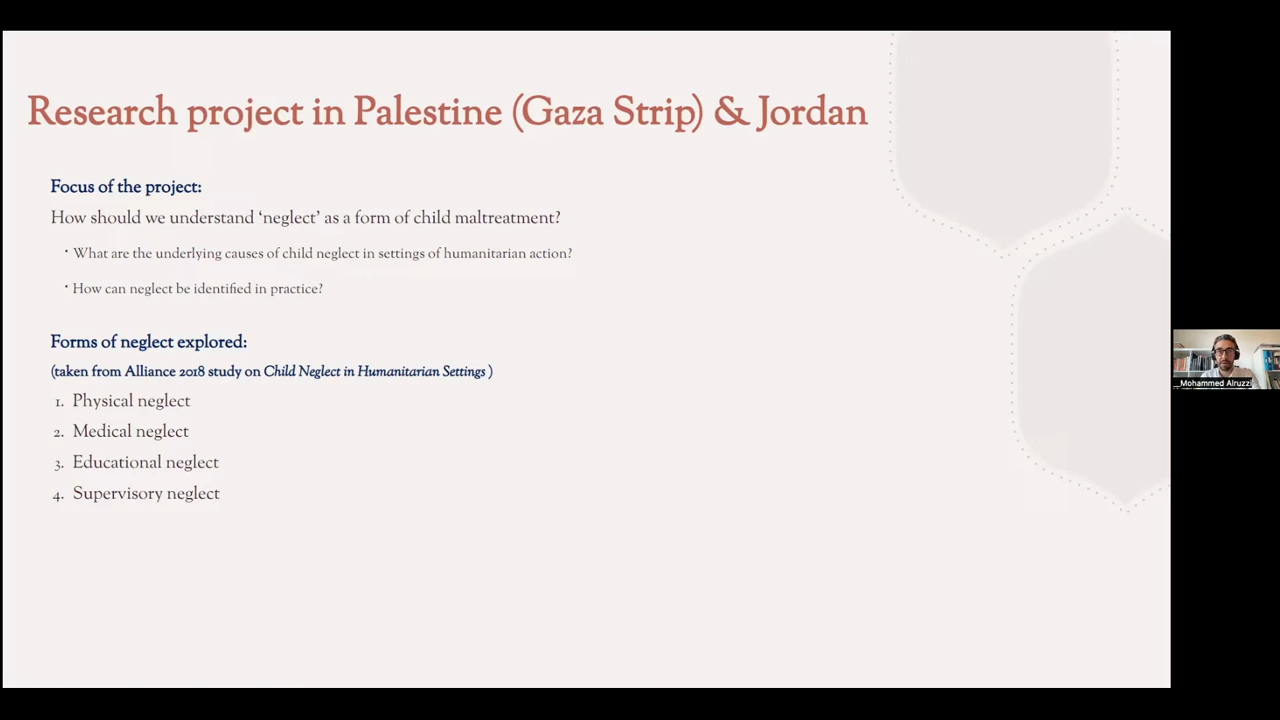 Research project in Palestine (Gaza Strip) & Jordan
Focus of the project:
How should we understand ‘neglect’ as a form of child maltreatment?
· What are the underlying causes of child neglect in settings of humanitarian action?
· How can neglect be identified in practice?
Forms of neglect explored:
(taken from Alliance 2018 study on Child Neglect in Humanitarian Settings )
1. Physical neglect
2. Medical neglect
3. Educational neglect
4. Supervisory neglect
__Mohammed Alruzzi